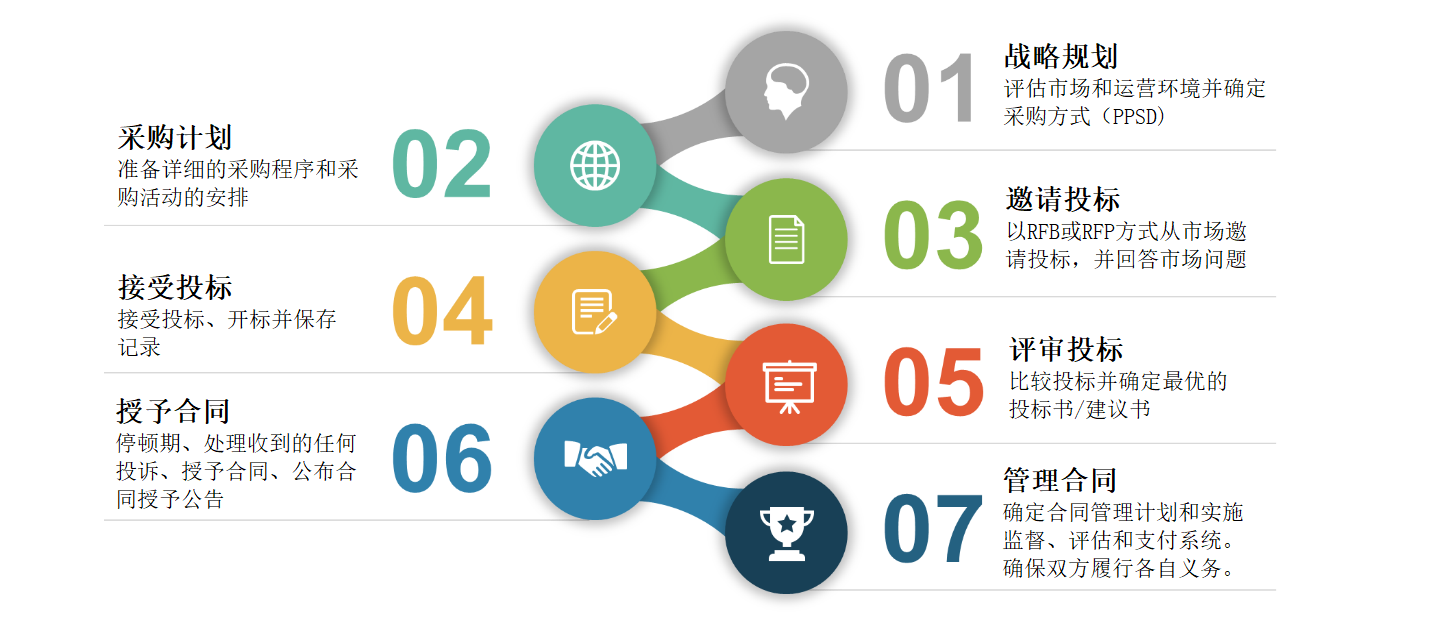 01
战略规划
评估市场和运营环境并确定
采购方式（PPSD)
02
采购计划
准备详细的采购程序和采
购活动的安排
03
邀请投标
以RFB或RFP方式从市场邀
请投标，并回答市场问题
04
接受投标
接受投标、开标并保存
记录
05
评审投标
比较投标并确定最优的
投标书/建议书
06
授予合同
停顿期、处理收到的任何
投诉、授予合同、公布合
同授予公告
07
管理合同
确定合同管理计划和实施
监督、评估和支付系统。
确保双方履行各自义务。